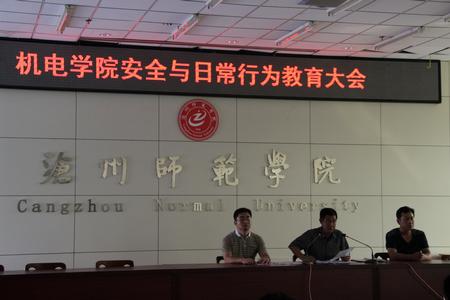 机电学院安全与日常行为教育大会
滄州師範學院
Cangzhou Normal University